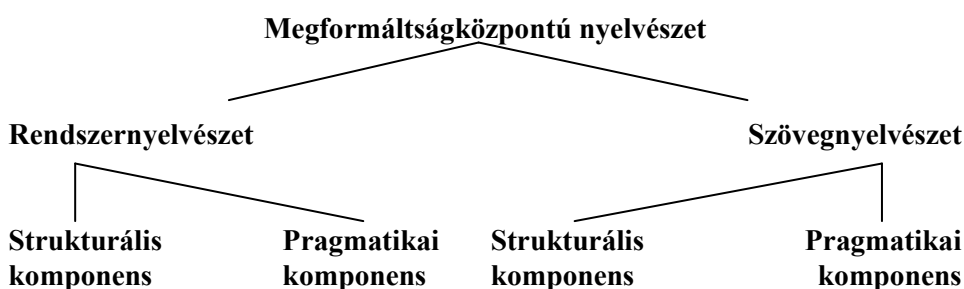 Megformáltságközpontú nyelvészet
Rendszernyelvészet Szövegnyelvészet
Strukturális Pragmatikai Strukturális Pragmatikai
komponens komponens komponens komponens